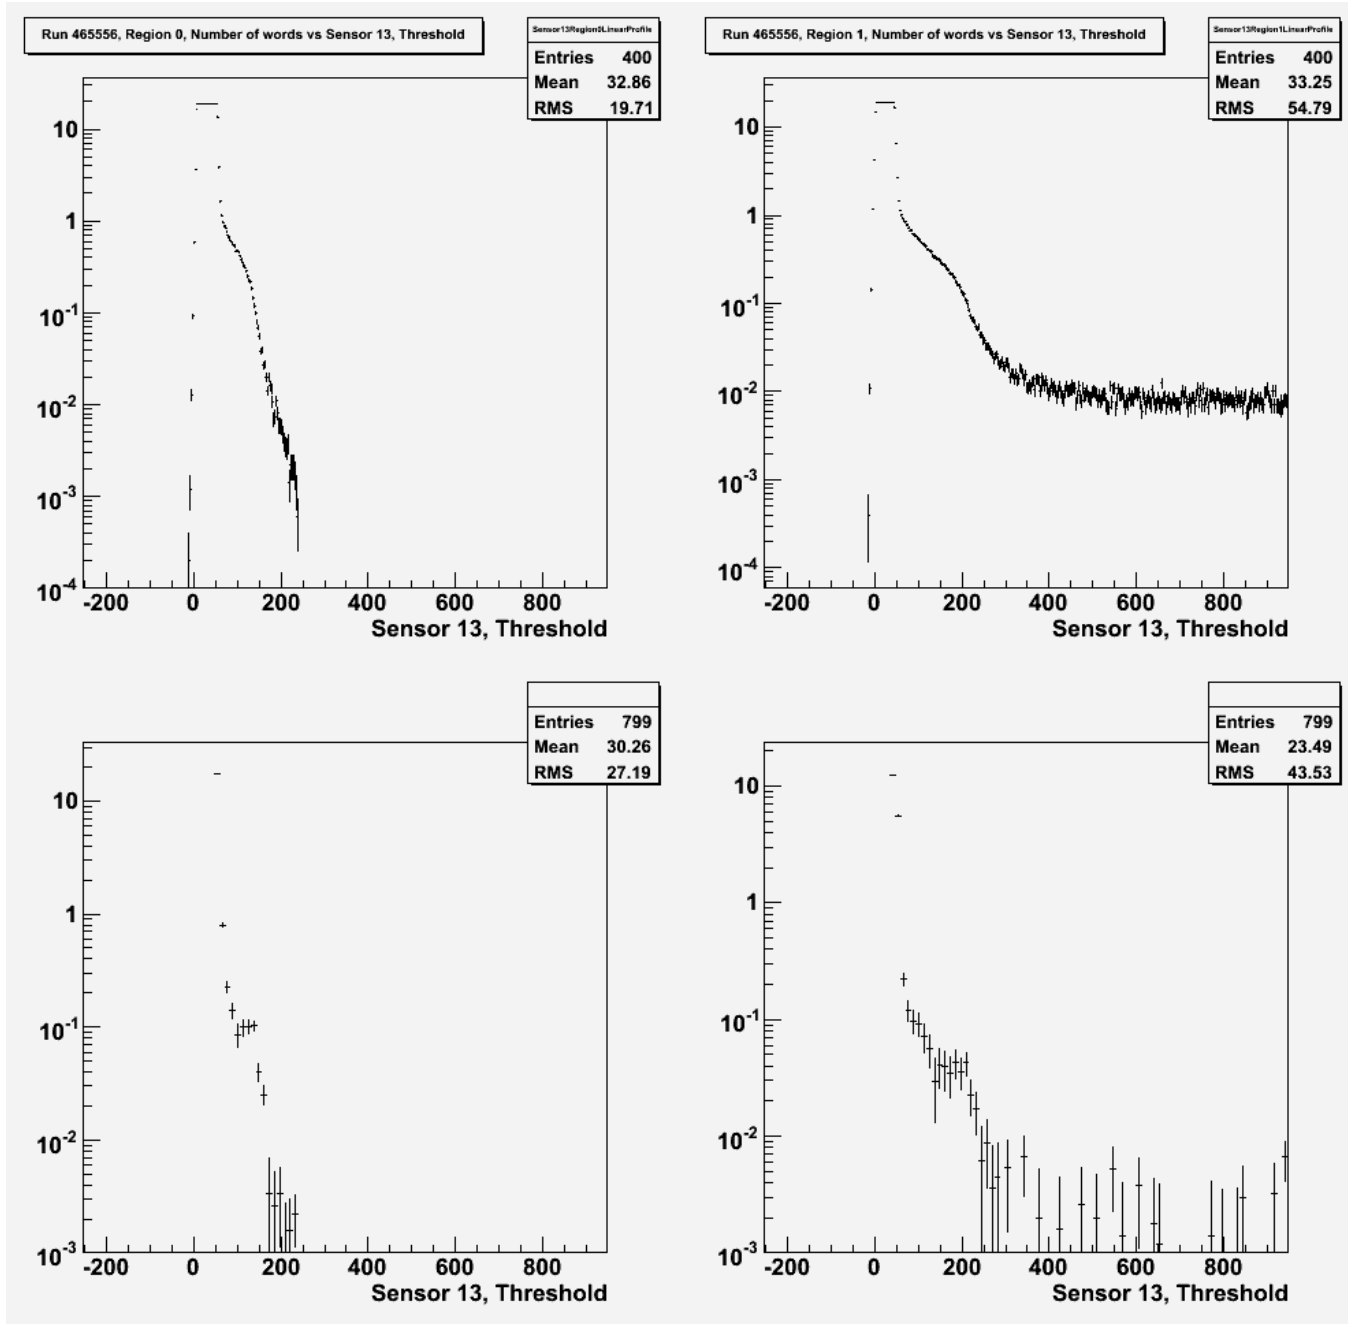 Run 465556, Region 0, Number of words vs Sensor 13, Threshold
Sensor13Region0LinearProfile
Entries 400
Mean 32.86
RMS 19.71
10
1
10-1
10-2
10-3
10-4
-200 0 200 400 600 800
Sensor 13, Threshold
Run 465556, Region 1, Number of words vs Sensor 13, Threshold
Sensor13Region1LinearProfile
Entries 400
Mean 33.25
RMS 54.79
10
1
10-1
10-2
10-3
10-4
-200 0 200 400 600 800
Sensor 13, Threshold
Entries 799
Mean 30.26
RMS 27.19
10
1
10-1
10-2
10-3
-200 0 200 400 600 800
Sensor 13, Threshold
Entries 799
Mean 23.49
RMS 43.53
10
1
10-1
10-2
10-3
-200 0 200 400 600 800
Sensor 13, Threshold